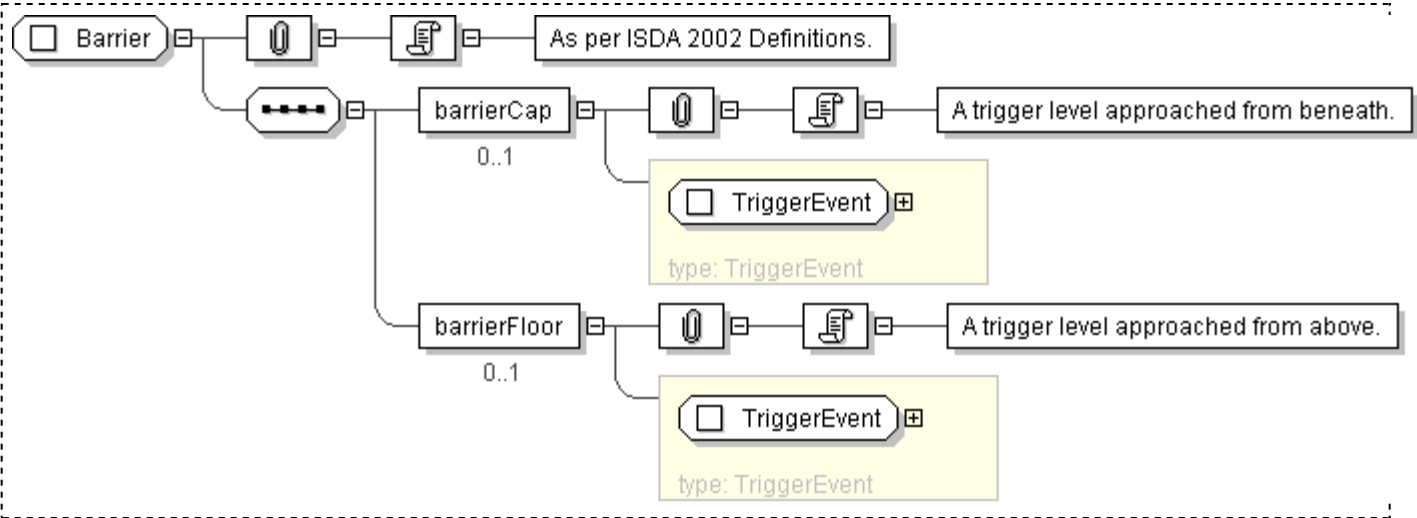 Barrier
As per ISDA 2002 Definitions.
barrierCap
A trigger level approached from beneath.
0..1
TriggerEvent
type: TriggerEvent
barrierFloor
A trigger level approached from above.
0..1
TriggerEvent
type: TriggerEvent